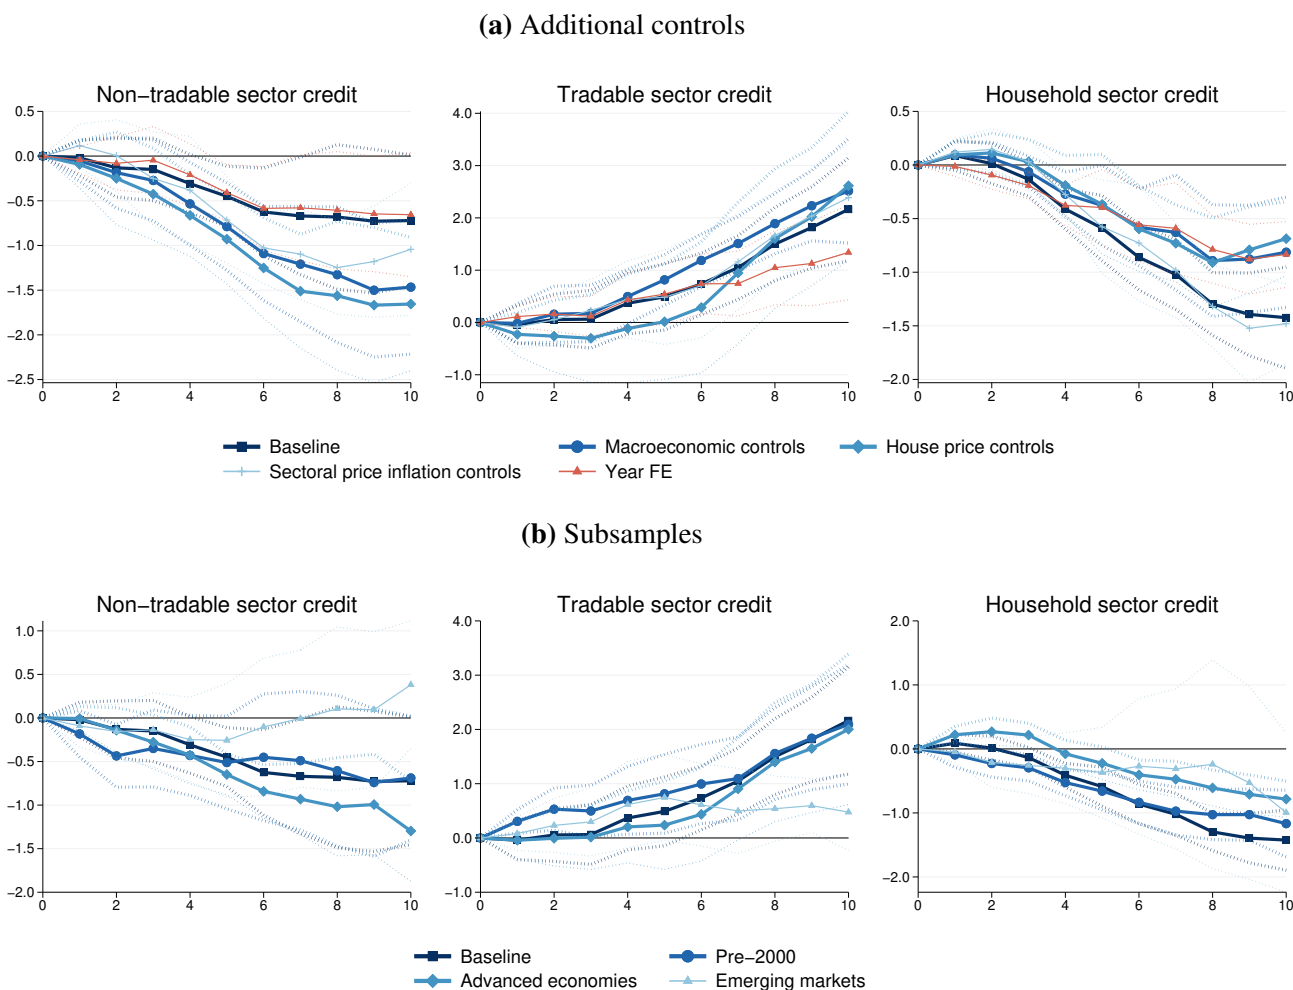 (a) Additional controls
Non−tradable sector credit
Tradable sector credit
Household sector credit
0.5
0.0
−0.5
−1.0
−1.5
−2.0
−2.5
0 2 4 6 8 10
4.0
3.0
2.0
1.0
0.0
−1.0
0 2 4 6 8 10
0.5
0.0
−0.5
−1.0
−1.5
−2.0
0 2 4 6 8 10
Baseline
Macroeconomic controls
House price controls
Sectoral price inflation controls
Year FE
(b) Subsamples
Non−tradable sector credit
Tradable sector credit
Household sector credit
1.0
0.5
0.0
−0.5
−1.0
−1.5
−2.0
0 2 4 6 8 10
4.0
3.0
2.0
1.0
0.0
−1.0
0 2 4 6 8 10
2.0
1.0
0.0
−1.0
−2.0
0 2 4 6 8 10
Baseline
Pre−2000
Advanced economies
Emerging markets